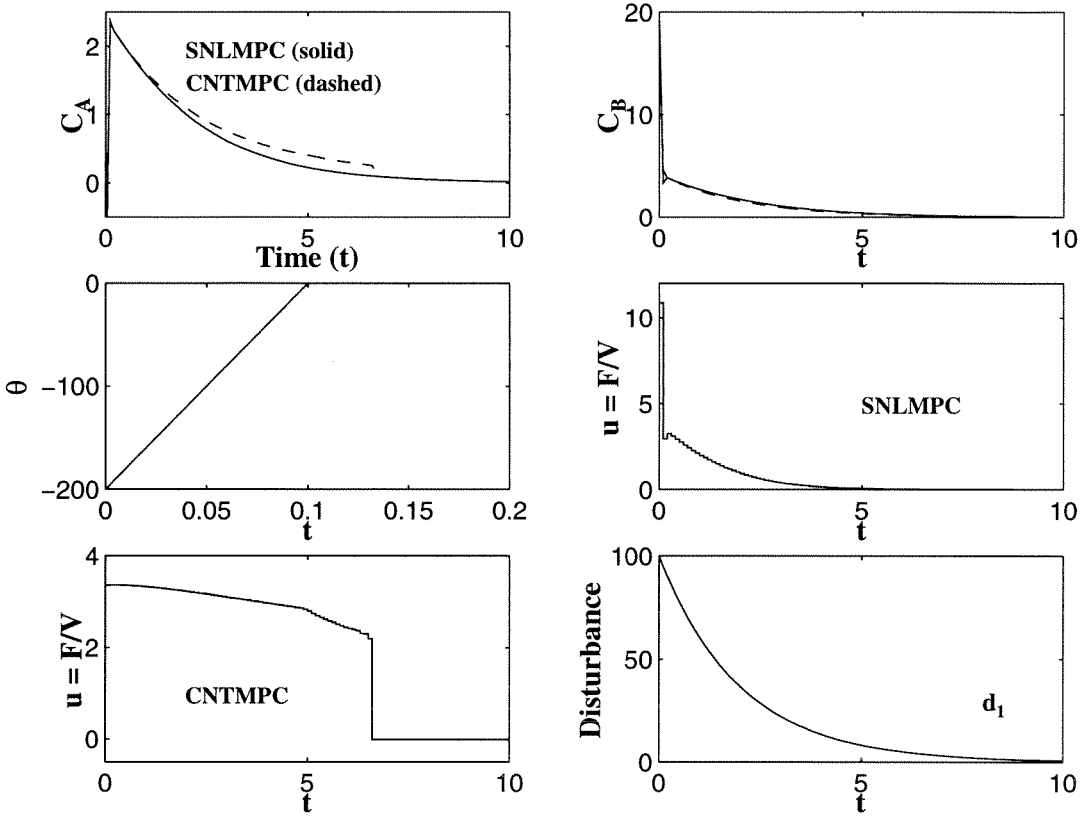 2
1
0
C_A
SNLMPC (solid)
CNTMPC (dashed)
0
5
10
Time (t)
20
10
0
C_B
0
5
10
t
0
−100
−200
θ
0
0.05
0.1
0.15
0.2
t
10
5
0
u = F/V
SNLMPC
0
5
10
t
4
2
0
u = F/V
CNTMPC
0
5
10
t
100
50
0
Disturbance
d_1
0
5
10
t